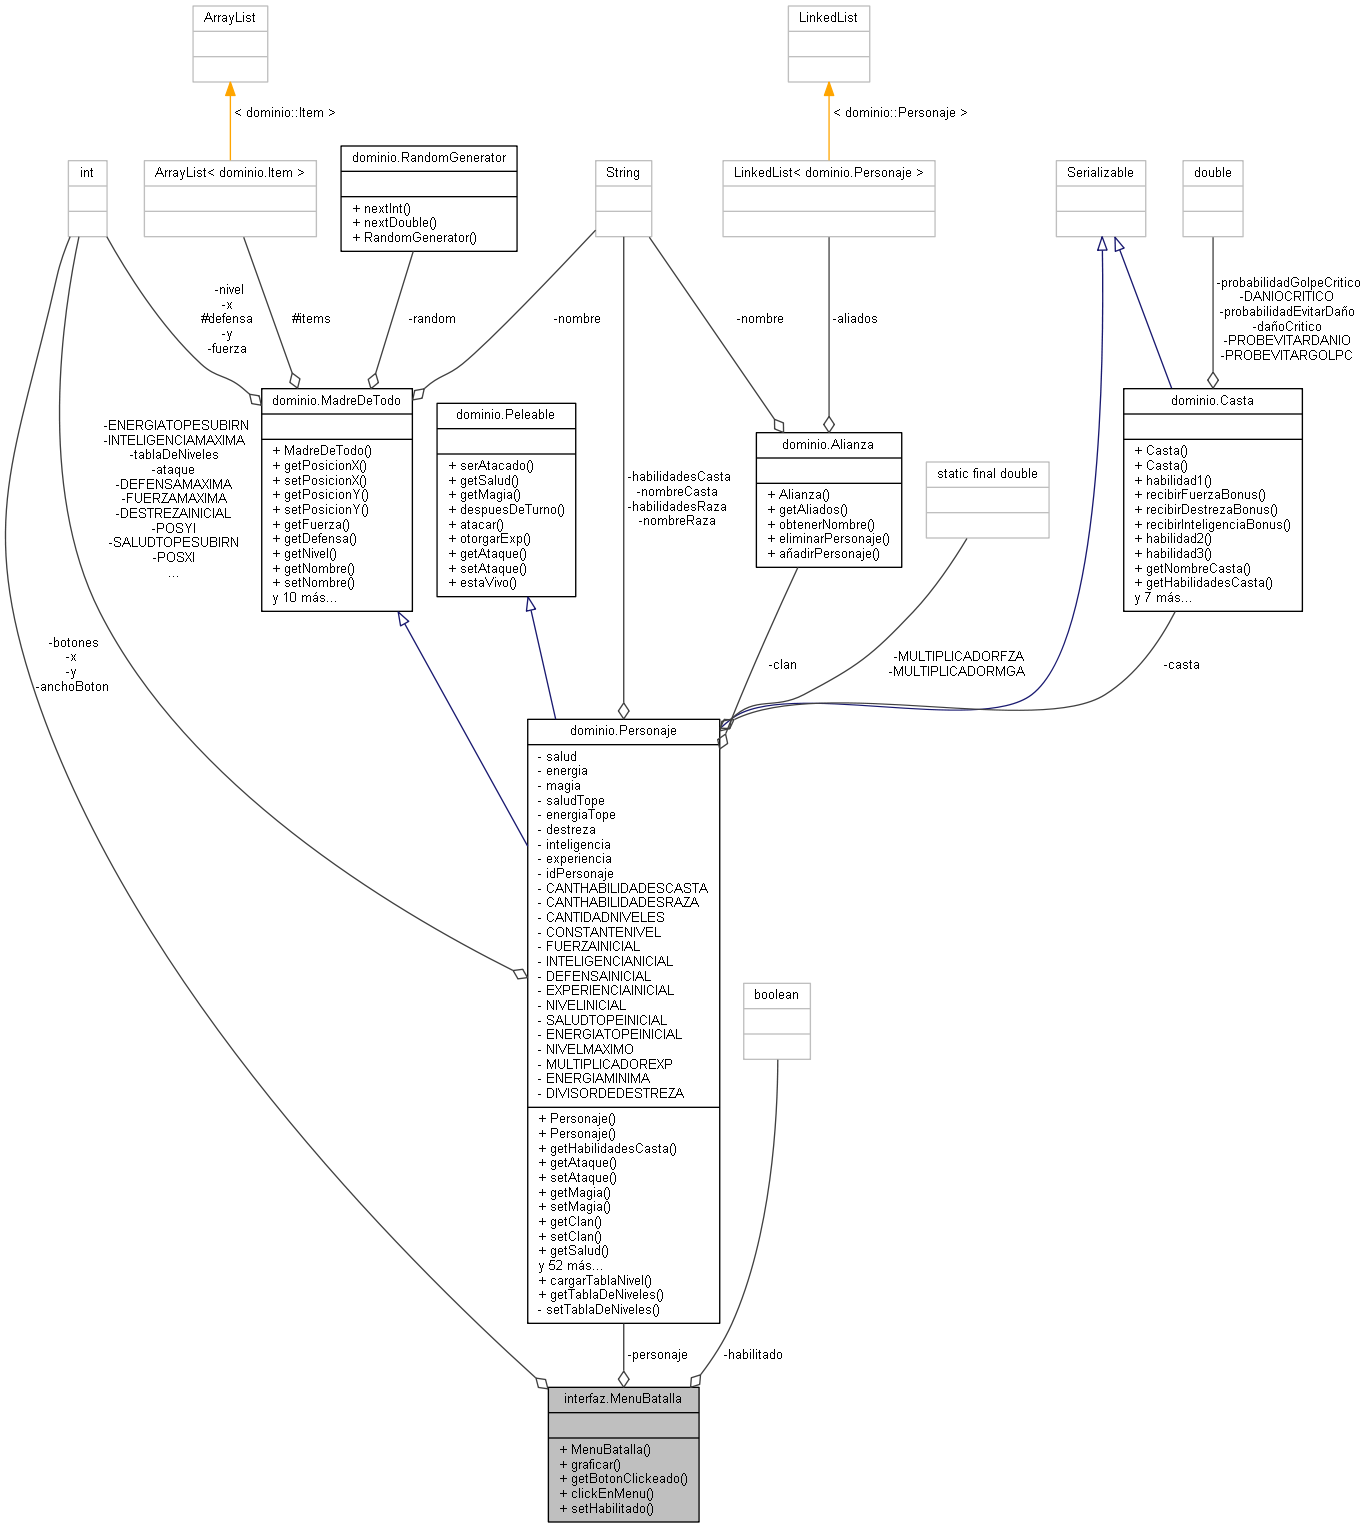 ArrayList
LinkedList
< dominio::Item >
< dominio::Personaje >
int
ArrayList< dominio.Item >
dominio.RandomGenerator
+ nextInt()
+ nextDouble()
+ RandomGenerator()
String
LinkedList< dominio.Personaje >
Serializable
double
-nivel
-x
#defensa
-y
-fuerza
#items
-random
-nombre
-nombre
-aliados
-probabilidadGolpeCritico
-DANIOCRITICO
-probabilidadEvitarDaño
-dañoCritico
-PROBEVITARDANIO
-PROBEVITARGOLPC
-ENERGIATOPESUBIRN
-INTELIGENCIAMAXIMA
-tablaDeNiveles
-ataque
-DEFENSAMAXIMA
-FUERZAMAXIMA
-DESTREZAINICIAL
-POSYI
-SALUDTOPESUBIRN
-POSXI
...
dominio.MadreDeTodo
+ MadreDeTodo()
+ getPosicionX()
+ setPosicionX()
+ getPosicionY()
+ setPosicionY()
+ getFuerza()
+ getDefensa()
+ getNivel()
+ getNombre()
+ setNombre()
y 10 más...
dominio.Peleable
+ serAtacado()
+ getSalud()
+ getMagia()
+ despuesDeTurno()
+ atacar()
+ otorgarExp()
+ getAtaque()
+ setAtaque()
+ estaVivo()
-habilidadesCasta
-nombreCasta
-habilidadesRaza
-nombreRaza
dominio.Alianza
+ Alianza()
+ getAliados()
+ obtenerNombre()
+ eliminarPersonaje()
+ añadirPersonaje()
static final double
dominio.Casta
+ Casta()
+ Casta()
+ habilidad1()
+ recibirFuerzaBonus()
+ recibirDestrezaBonus()
+ recibirInteligenciaBonus()
+ habilidad2()
+ habilidad3()
+ getNombreCasta()
+ getHabilidadesCasta()
y 7 más...
-botones
-x
-y
-anchoBoton
-clan
-MULTIPLICADORFZA
-MULTIPLICADORMGA
-casta
dominio.Personaje
- salud
- energia
- magia
- saludTope
- energiaTope
- destreza
- inteligencia
- experiencia
- idPersonaje
- CANTHABILIDADESCASTA
- CANTHABILIDADESRAZA
- CANTIDADNIVELES
- CONSTANTENIVEL
- FUERZAINICIAL
- INTELIGENCIANICIAL
- DEFENSAINICIAL
- EXPERIENCIAINICIAL
- NIVELINICIAL
- SALUDTOPEINICIAL
- ENERGIATOPEINICIAL
- NIVELMAXIMO
- MULTIPLICADOREXP
- ENERGIAMINIMA
- DIVISORDEDESTREZA
+ Personaje()
+ Personaje()
+ getHabilidadesCasta()
+ getAtaque()
+ setAtaque()
+ getMagia()
+ setMagia()
+ getClan()
+ setClan()
+ getSalud()
y 52 más...
+ cargarTablaNivel()
+ getTablaDeNiveles()
- setTablaDeNiveles()
boolean
-personaje
-habilitado
interfaz.MenuBatalla
+ MenuBatalla()
+ graficar()
+ getBotonClickeado()
+ clickEnMenu()
+ setHabilitado()